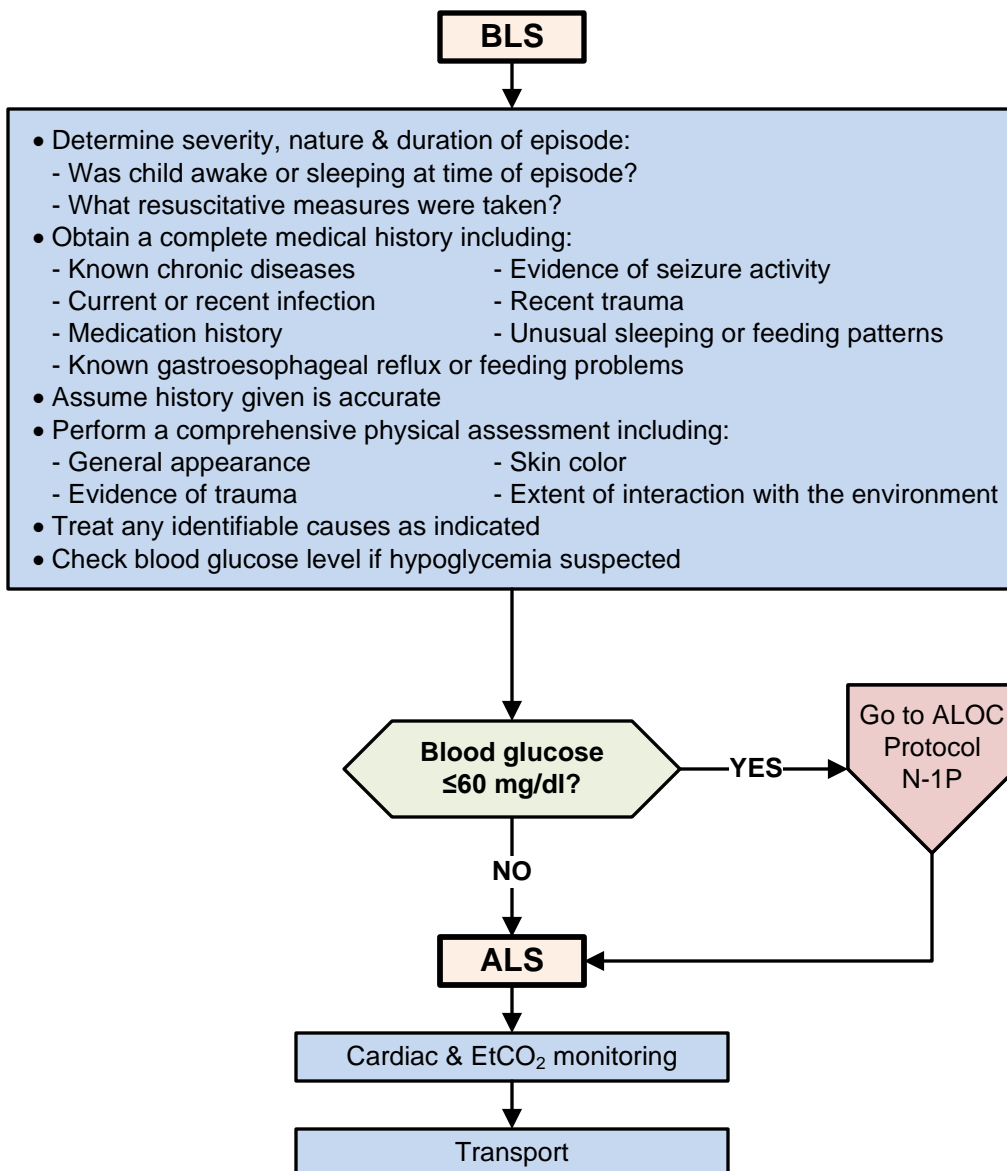 BLS
• Determine severity, nature & duration of episode:
- Was child awake or sleeping at time of episode?
- What resuscitative measures were taken?
• Obtain a complete medical history including:
- Known chronic diseases - Evidence of seizure activity
- Current or recent infection - Recent trauma
- Medication history - Unusual sleeping or feeding patterns
- Known gastroesophageal reflux or feeding problems
• Assume history given is accurate
• Perform a comprehensive physical assessment including:
- General appearance - Skin color
- Evidence of trauma - Extent of interaction with the environment
• Treat any identifiable causes as indicated
• Check blood glucose level if hypoglycemia suspected
Blood glucose
≤60 mg/dl?
YES
Go to ALOC
Protocol
N-1P
NO
ALS
Cardiac & EtCO₂ monitoring
Transport